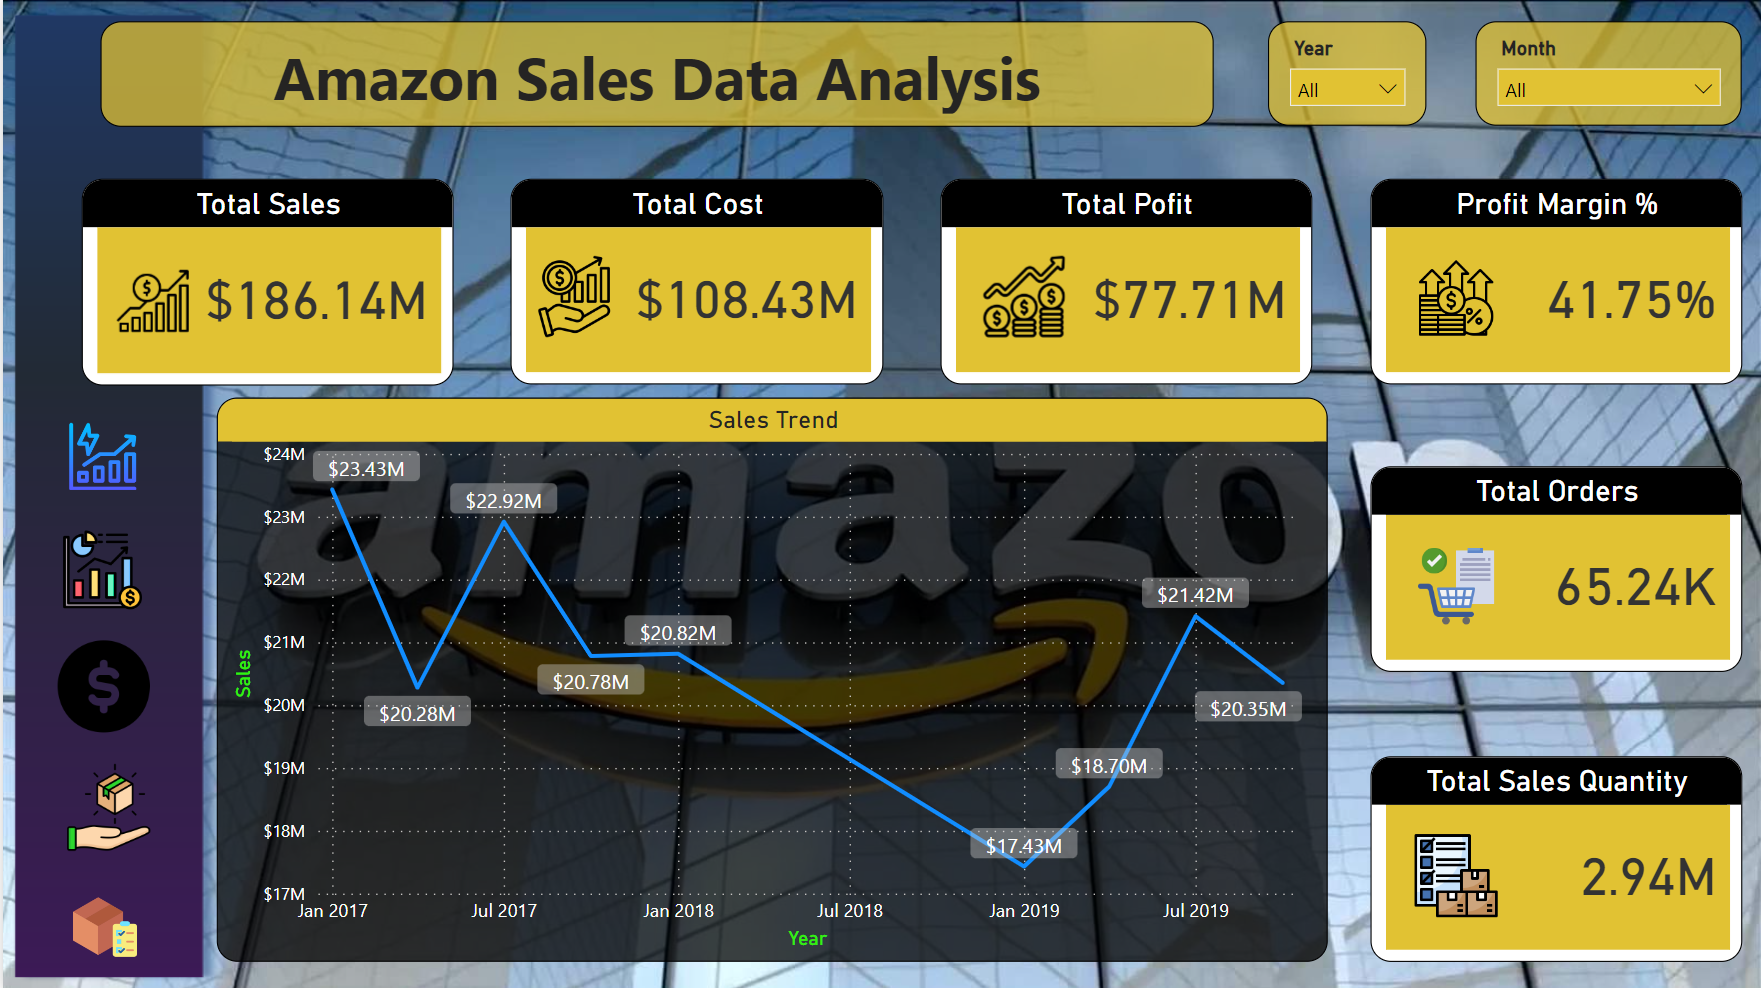 Amazon Sales Data Analysis
Year
All
Month
All
Total Sales
$186.14M
Total Cost
$108.43M
Total Pofit
$77.71M
Profit Margin %
41.75%
Sales Trend
amazon
$24M
$23M
$22M
$21M
$20M
$19M
$18M
$17M
Sales
$23.43M
$22.92M
$20.28M
$20.78M
$20.82M
$17.43M
$18.70M
$21.42M
$20.35M
Jan 2017
Jul 2017
Jan 2018
Jul 2018
Jan 2019
Jul 2019
Year
Total Orders
65.24K
Total Sales Quantity
2.94M